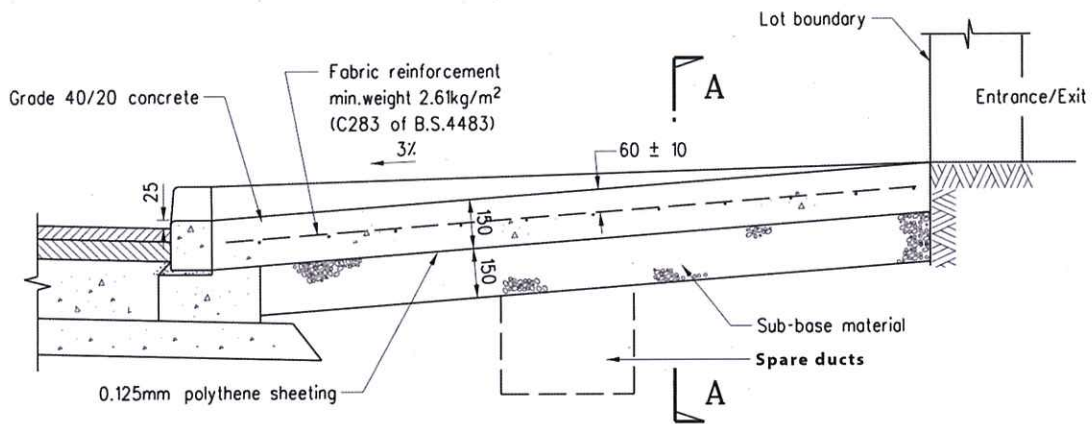 Lot boundary
Fabric reinforcement
min.weight 2.61kg/m²
(C283 of B.S.4483)
Grade 40/20 concrete
A
Entrance/Exit
3%
60 ± 10
25
150
150
Sub-base material
Spare ducts
0.125mm polythene sheeting
A